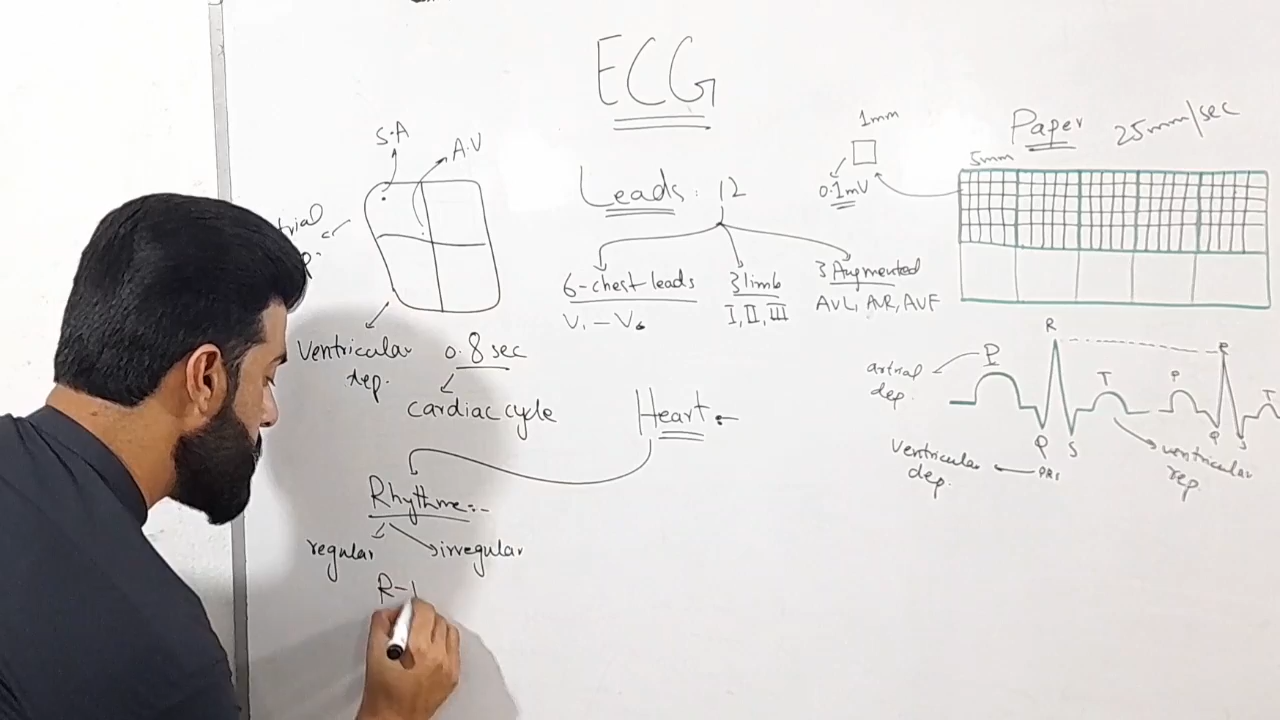 ECG
S.A
A.V
dep.
Ventricular
dep.
0.8 sec
cardiac cycle
Leads: 12
6-chest leads
V1 - V6
3 limb
I, II, III
3 Augmented
AVL, AVR, AVF
1mm
0.1mV
Paper 25mm/sec
5mm
Heart:-
Rhythme:-
regular
irregular
R-
P
R
T
Q
S
P
R
T
Q
S
dep.
Ventricular
dep.
ventricular
rep.